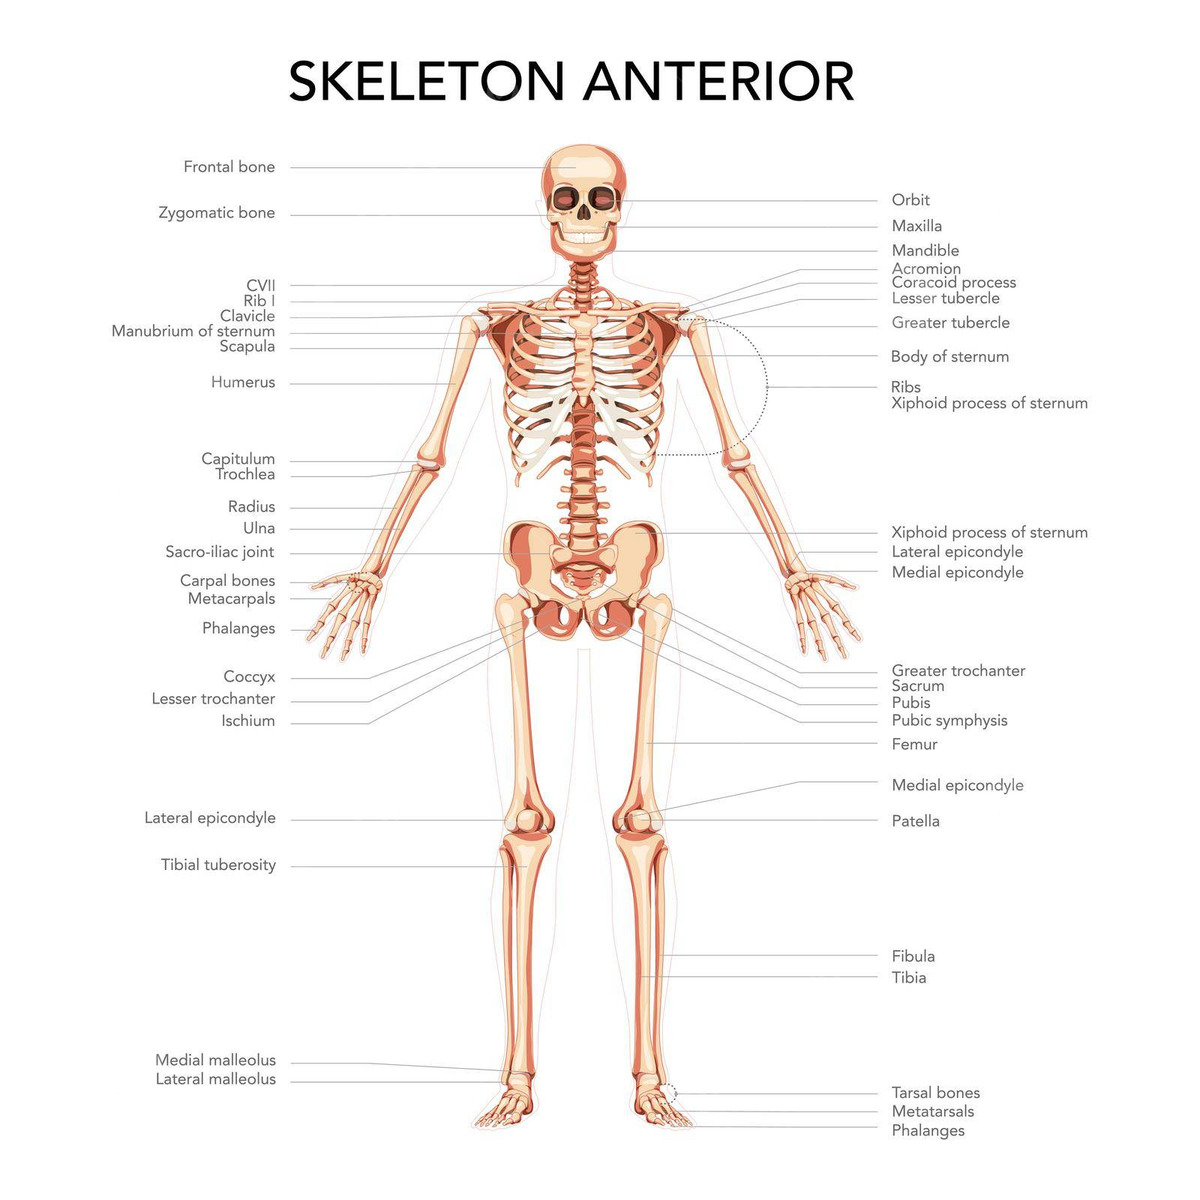 SKELETON ANTERIOR
Frontal bone
Zygomatic bone
CVII
Rib I
Clavicle
Manubrium of sternum
Scapula
Humerus
Capitulum
Trochlea
Radius
Ulna
Sacro-iliac joint
Carpal bones
Metacarpals
Phalanges
Coccyx
Lesser trochanter
Ischium
Lateral epicondyle
Tibial tuberosity
Medial malleolus
Lateral malleolus
Orbit
Maxilla
Mandible
Acromion
Coracoid process
Lesser tubercle
Greater tubercle
Body of sternum
Ribs
Xiphoid process of sternum
Xiphoid process of sternum
Lateral epicondyle
Medial epicondyle
Greater trochanter
Sacrum
Pubis
Pubic symphysis
Femur
Medial epicondyle
Patella
Fibula
Tibia
Tarsal bones
Metatarsals
Phalanges